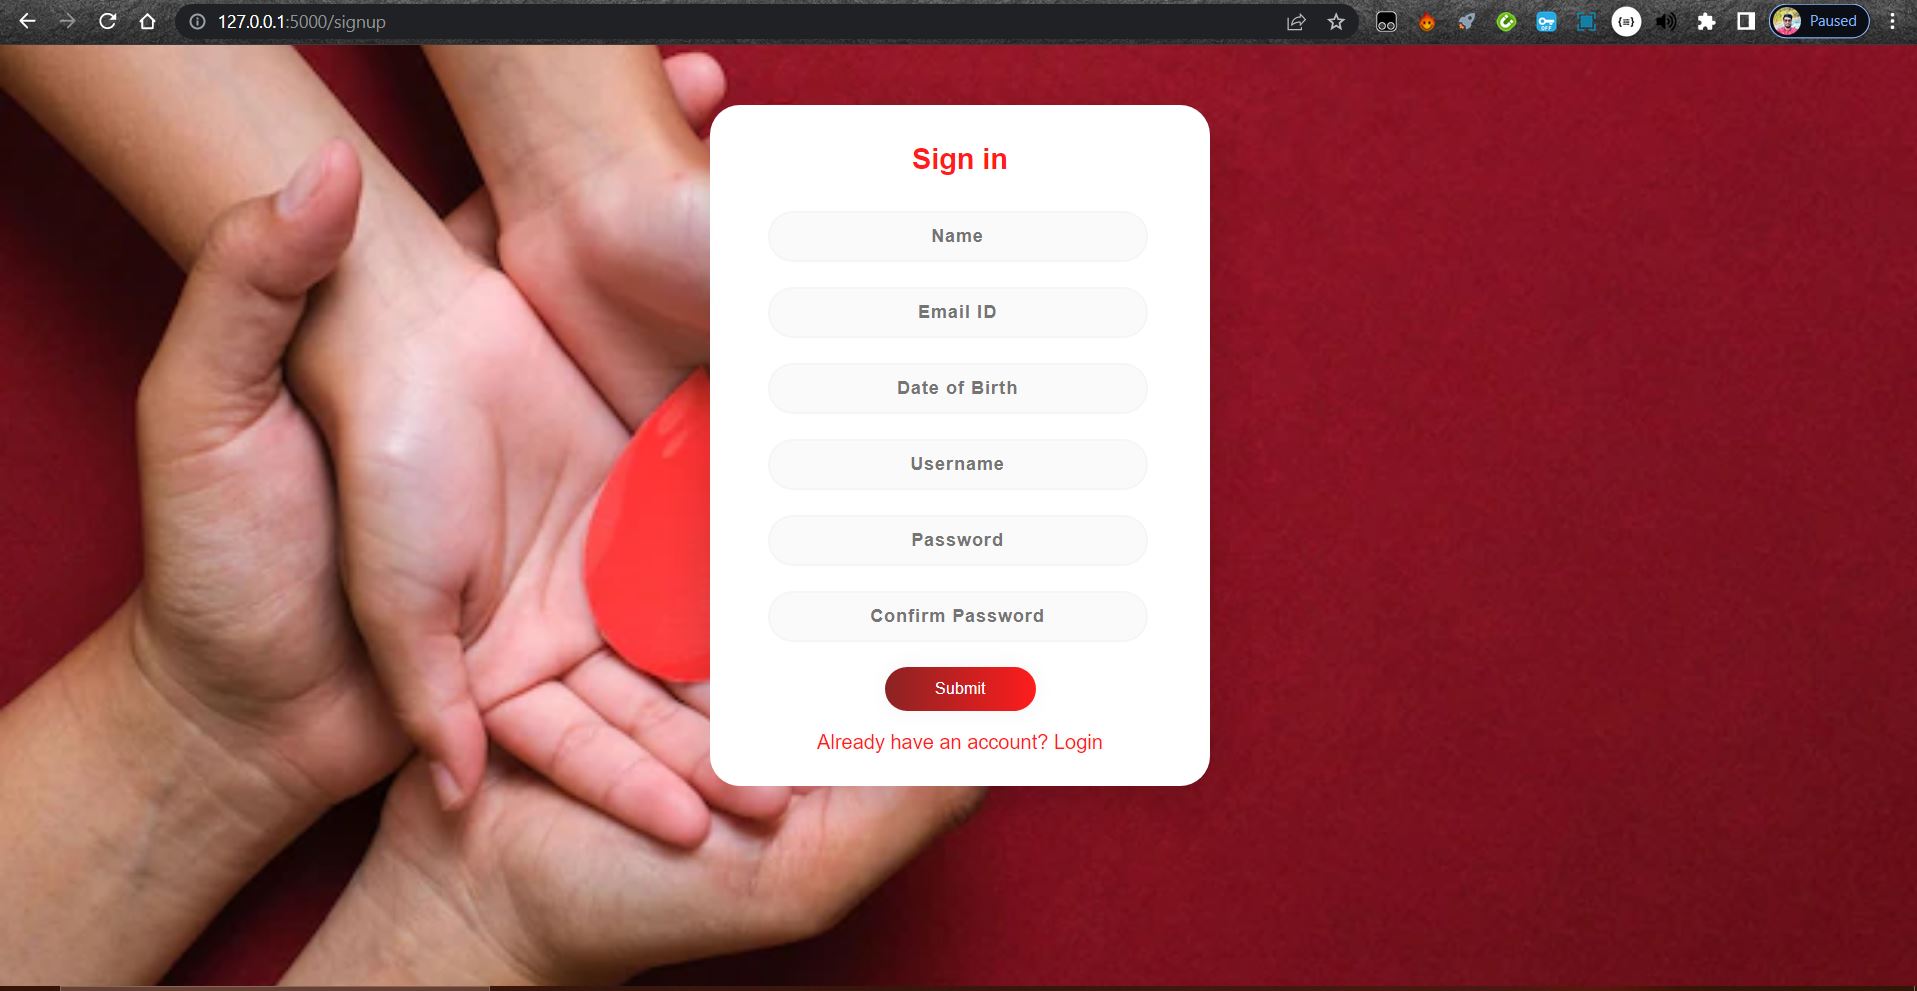 127.0.0.1:5000/signup
Paused
Sign in
Name
Email ID
Date of Birth
Username
Password
Confirm Password
Submit
Already have an account? Login